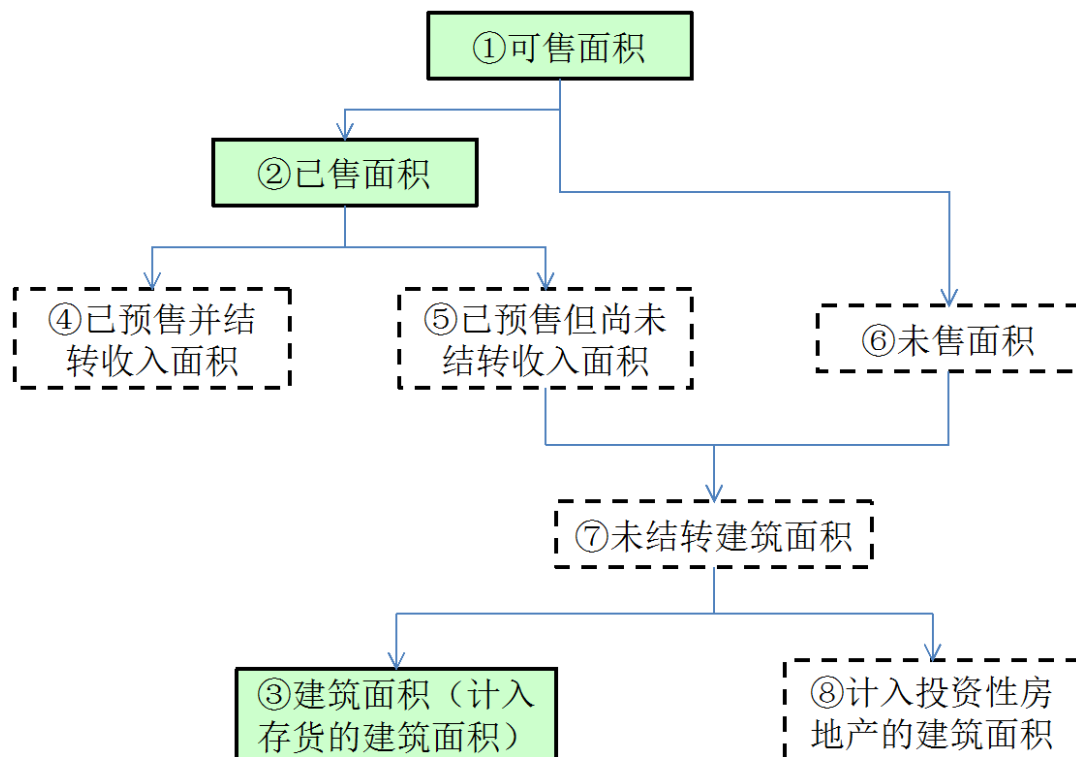 ①可售面积
②已售面积
④已预售并结
转收入面积
⑤已预售但尚未
结转收入面积
⑥未售面积
⑦未结转建筑面积
③建筑面积（计入
存货的建筑面积）
⑧计入投资性房
地产的建筑面积